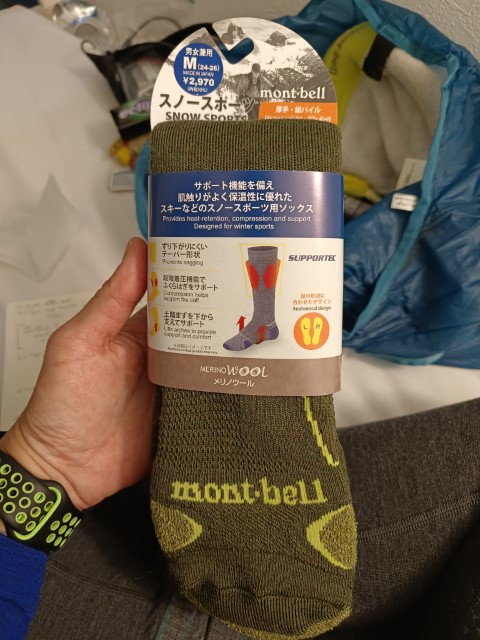 男女兼用
M (24-26)
MADE IN JAPAN
¥2,970
スノースポーツ
SNOW SPORTS
mont·bell
厚手・総パイル
サポート機能を備え
肌触りがよく保温性に優れた
スキーなどのスノースポーツ用ソックス
Provides heat-retention, compression and support
Designed for winter sports
ずり下がりにくい
テーパー形状
Prevents sagging
SUPPORTEC
段階着圧機能で
ふくらはぎをサポート
Compression helps
support the calf
足の形状に
合わせたデザイン
Anatomical design
L R
土踏まずを下から
支えてサポート
Lifts arches to provide
support and comfort
MERINO WOOL
メリノウール
mont·bell